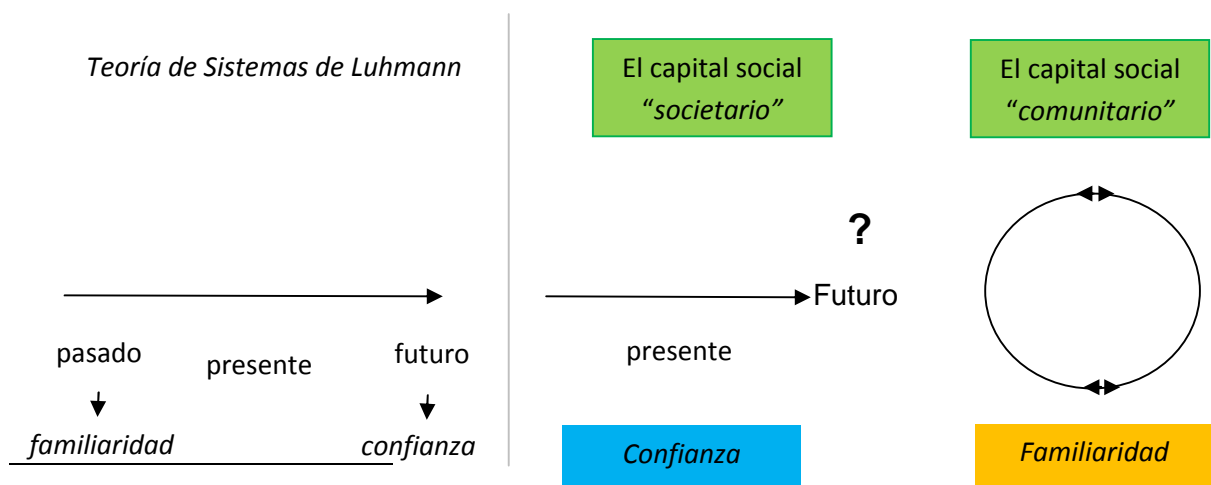 Teoría de Sistemas de Luhmann
El capital social
“societario”
El capital social
“comunitario”
?
Futuro
pasado
presente
futuro
presente
familiaridad
confianza
Confianza
Familiaridad